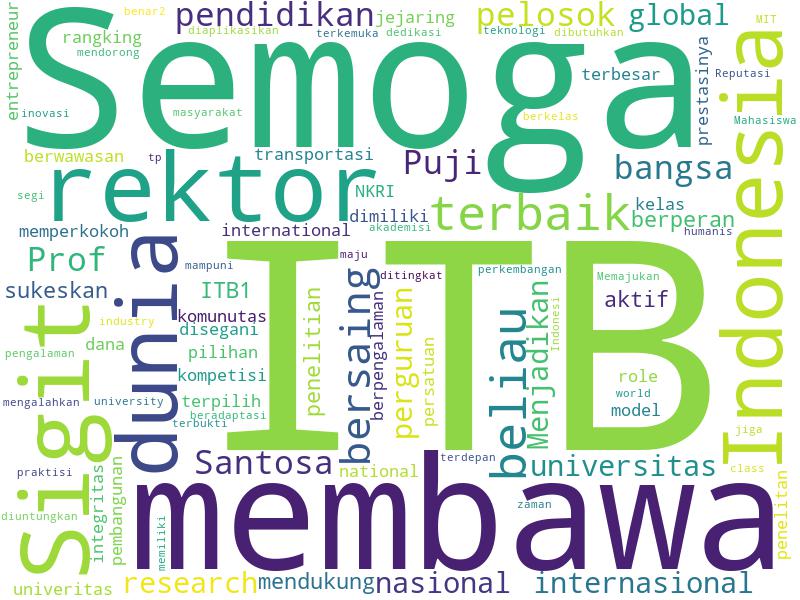 entrepreneur
benar2
pendidikan
jejaring
pelosok
global
MIT
rangking
diaplikasikan
terkemuka
dedikasi
teknologi
dibutuhkan
mendorong
Semoga
terbesar
prestasinya
Reputasi
Indonesia
inovasi
masyarakat
berkelas
Mahasiswa
berwawasan
tp
transportasi
Puji
bangsa
segi
rektor
NKRI
terbaik
kelas
dimiliki
berperan
memperkokoh
international
akademisi
humanis
Prof
dunia
mampuni
ITB
maju
ditingkat
perkembangan
Memajukan
sukeskan
ITB1
aktif
komunutas
penelitian
bersaing
berpengalaman
perguruan
persatuan
beliau
Menjadikan
Indonesi
industry
disegani
Sigit
dana
pengalaman
pilihan
kompetisi
role
mengalahkan
university
terpilih
world
model
beradaptasi
terbukti
jiga
praktisi
Santosa
national
terdepan
universitas
class
integritas
pembangunan
membawa
penelitan
zaman
diuntungkan
memiliki
univeritas
research
mendukung
nasional
internasional